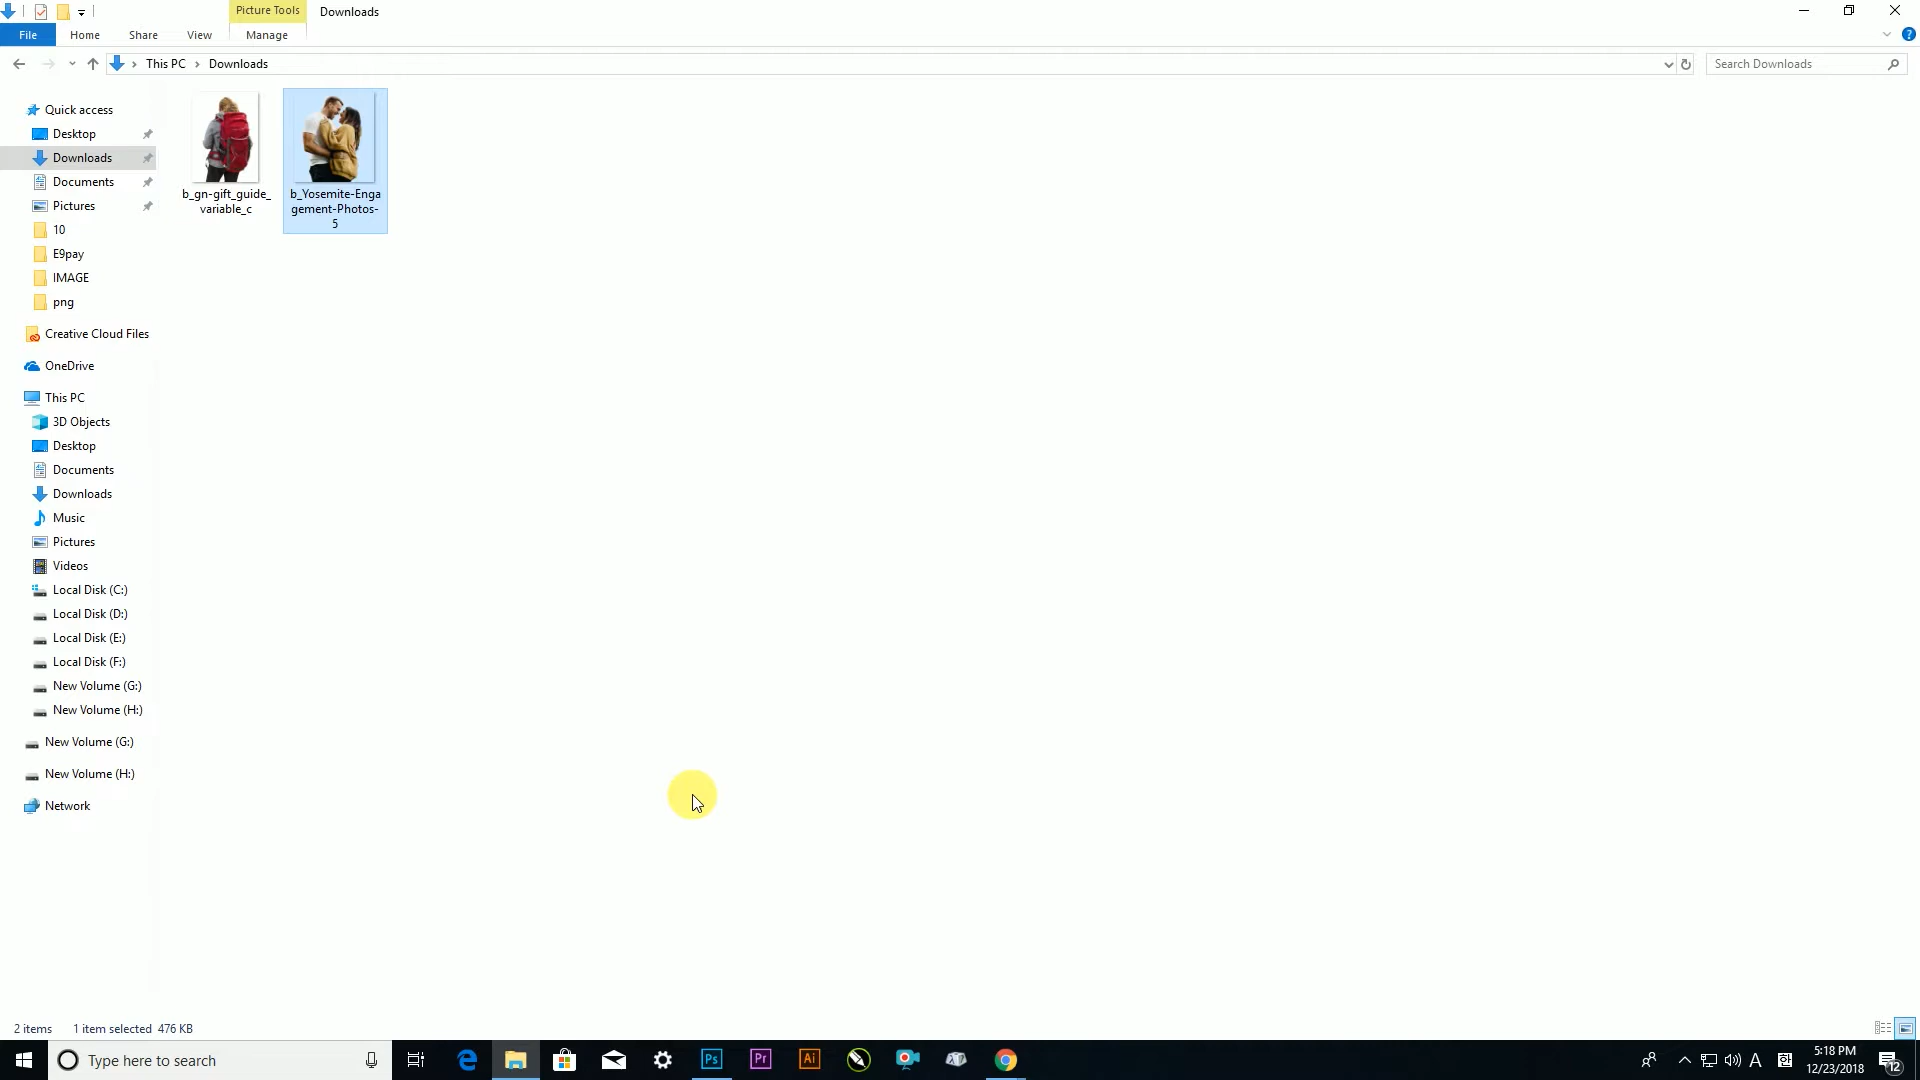 Picture Tools
Downloads
File
Home
Share
View
Manage
This PC
Downloads
Search Downloads
Quick access
Desktop
Downloads
Documents
Pictures
10
E9pay
IMAGE
png
Creative Cloud Files
OneDrive
This PC
3D Objects
Desktop
Documents
Downloads
Music
Pictures
Videos
Local Disk (C:)
Local Disk (D:)
Local Disk (E:)
Local Disk (F:)
New Volume (G:)
New Volume (H:)
New Volume (G:)
New Volume (H:)
Network
b_gn-gift_guide_
variable_c
b_Yosemite-Enga
gement-Photos-
5
2 items
1 item selected 476 KB
Type here to search
Ps
Pr
Ai
A
5:18 PM
12/23/2018
12